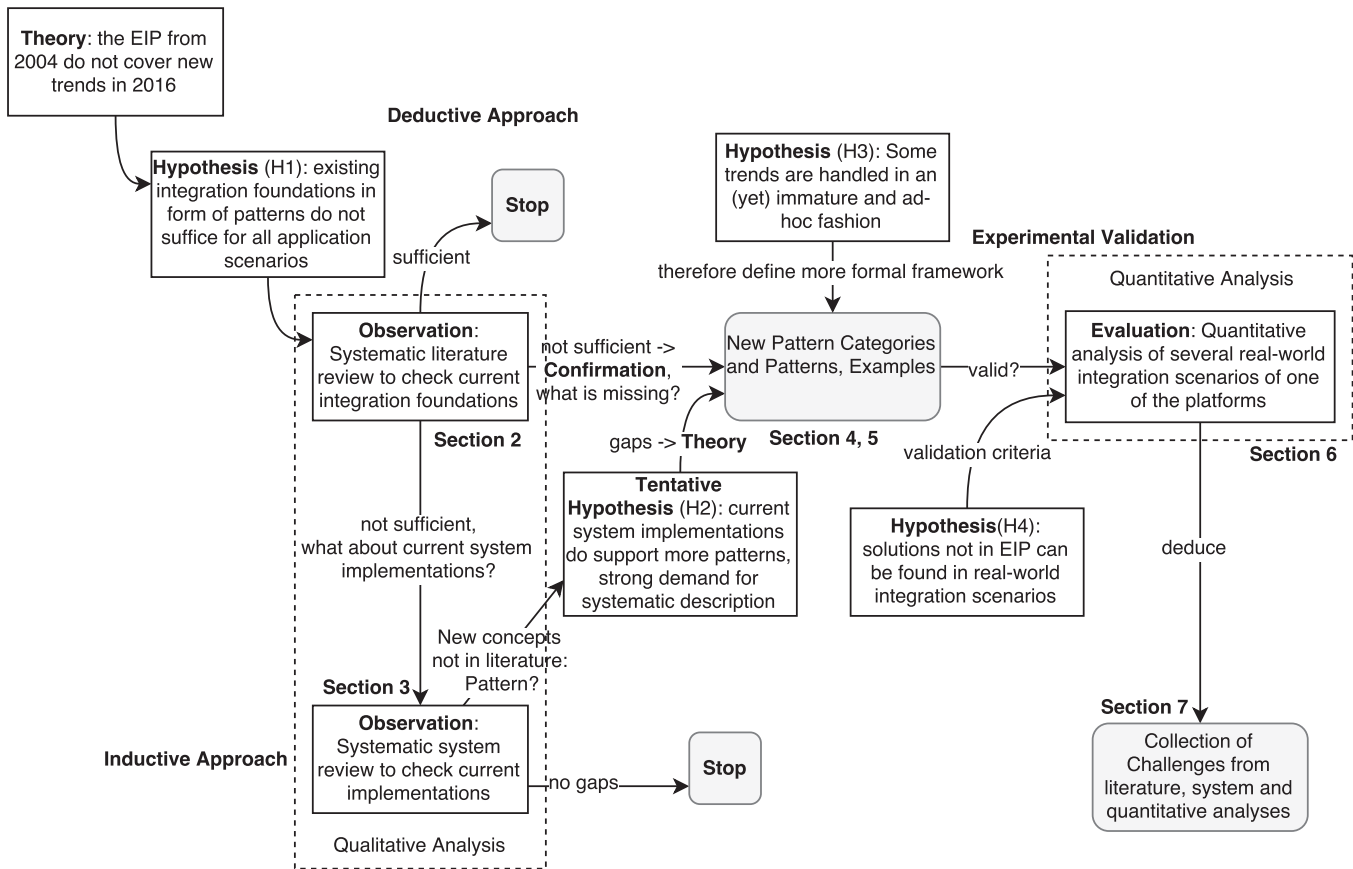 Theory: the EIP from
2004 do not cover new
trends in 2016
Deductive Approach
Hypothesis (H1): existing
integration foundations in
form of patterns do not
suffice for all application
scenarios
Stop
sufficient
Hypothesis (H3): Some
trends are handled in an
(yet) immature and ad-
hoc fashion
therefore define more formal framework
Experimental Validation
Quantitative Analysis
Observation:
Systematic literature
review to check current
integration foundations
Section 2
not sufficient ->
Confirmation,
what is missing?
New Pattern Categories
and Patterns, Examples
Section 4, 5
valid?
Evaluation: Quantitative
analysis of several real-world
integration scenarios of one
of the platforms
Section 6
gaps -> Theory
validation criteria
Tentative
Hypothesis (H2): current
system implementations
do support more patterns,
strong demand for
systematic description
Hypothesis(H4):
solutions not in EIP can
be found in real-world
integration scenarios
not sufficient,
what about current system
implementations?
deduce
New concepts
not in literature:
Pattern?
Section 3
Observation:
Systematic system
review to check current
implementations
Inductive Approach
no gaps
Stop
Qualitative Analysis
Section 7
Collection of
Challenges from
literature, system and
quantitative analyses